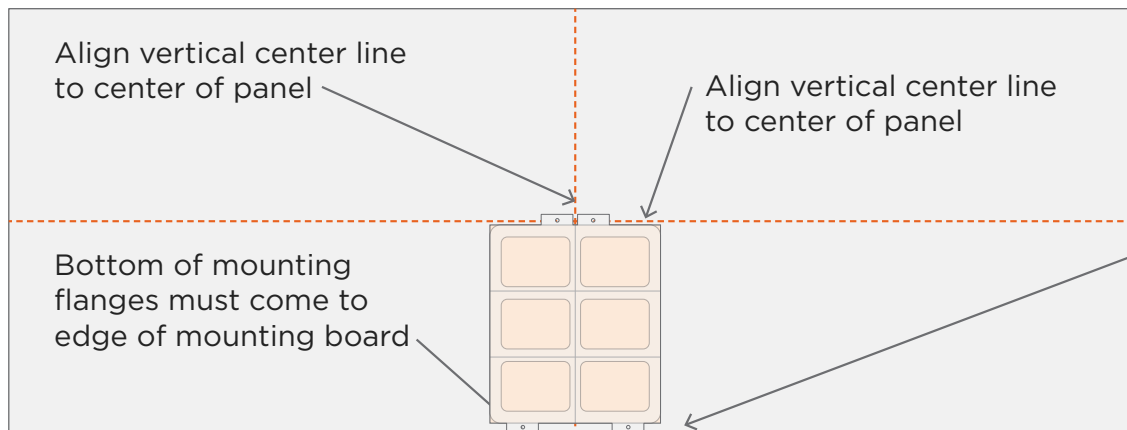 Align vertical center line
to center of panel
Align vertical center line
to center of panel
Bottom of mounting
flanges must come to
edge of mounting board